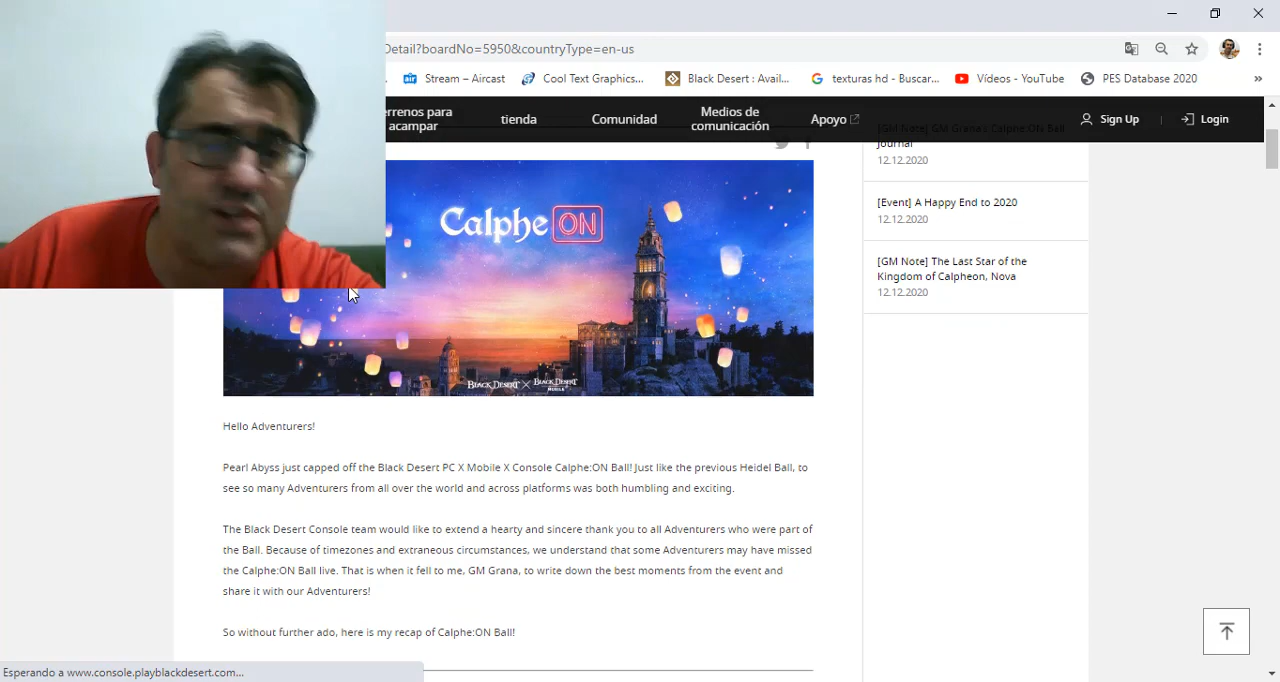 Detail?boardNo=5950&countryType=en-us
Stream – Aircast
Cool Text Graphics...
Black Desert : Avail...
texturas hd - Buscar...
Vídeos - YouTube
PES Database 2020
»
terrenos para
acampar
tienda
Comunidad
Medios de
comunicación
Apoyo
Sign Up
Login
[GM Note] GM Grana's Calphe:ON Ball
Journal
12.12.2020
[Event] A Happy End to 2020
12.12.2020
[GM Note] The Last Star of the
Kingdom of Calpheon, Nova
12.12.2020
Calphe ON
BLACK DESERT X BLACK DESERT
MOBILE
Hello Adventurers!
Pearl Abyss just capped off the Black Desert PC X Mobile X Console Calphe:ON Ball! Just like the previous Heidel Ball, to
see so many Adventurers from all over the world and across platforms was both humbling and exciting.
The Black Desert Console team would like to extend a hearty and sincere thank you to all Adventurers who were part of
the Ball. Because of timezones and extraneous circumstances, we understand that some Adventurers may have missed
the Calphe:ON Ball live. That is when it fell to me, GM Grana, to write down the best moments from the event and
share it with our Adventurers!
So without further ado, here is my recap of Calphe:ON Ball!
Esperando a www.console.playblackdesert.com...